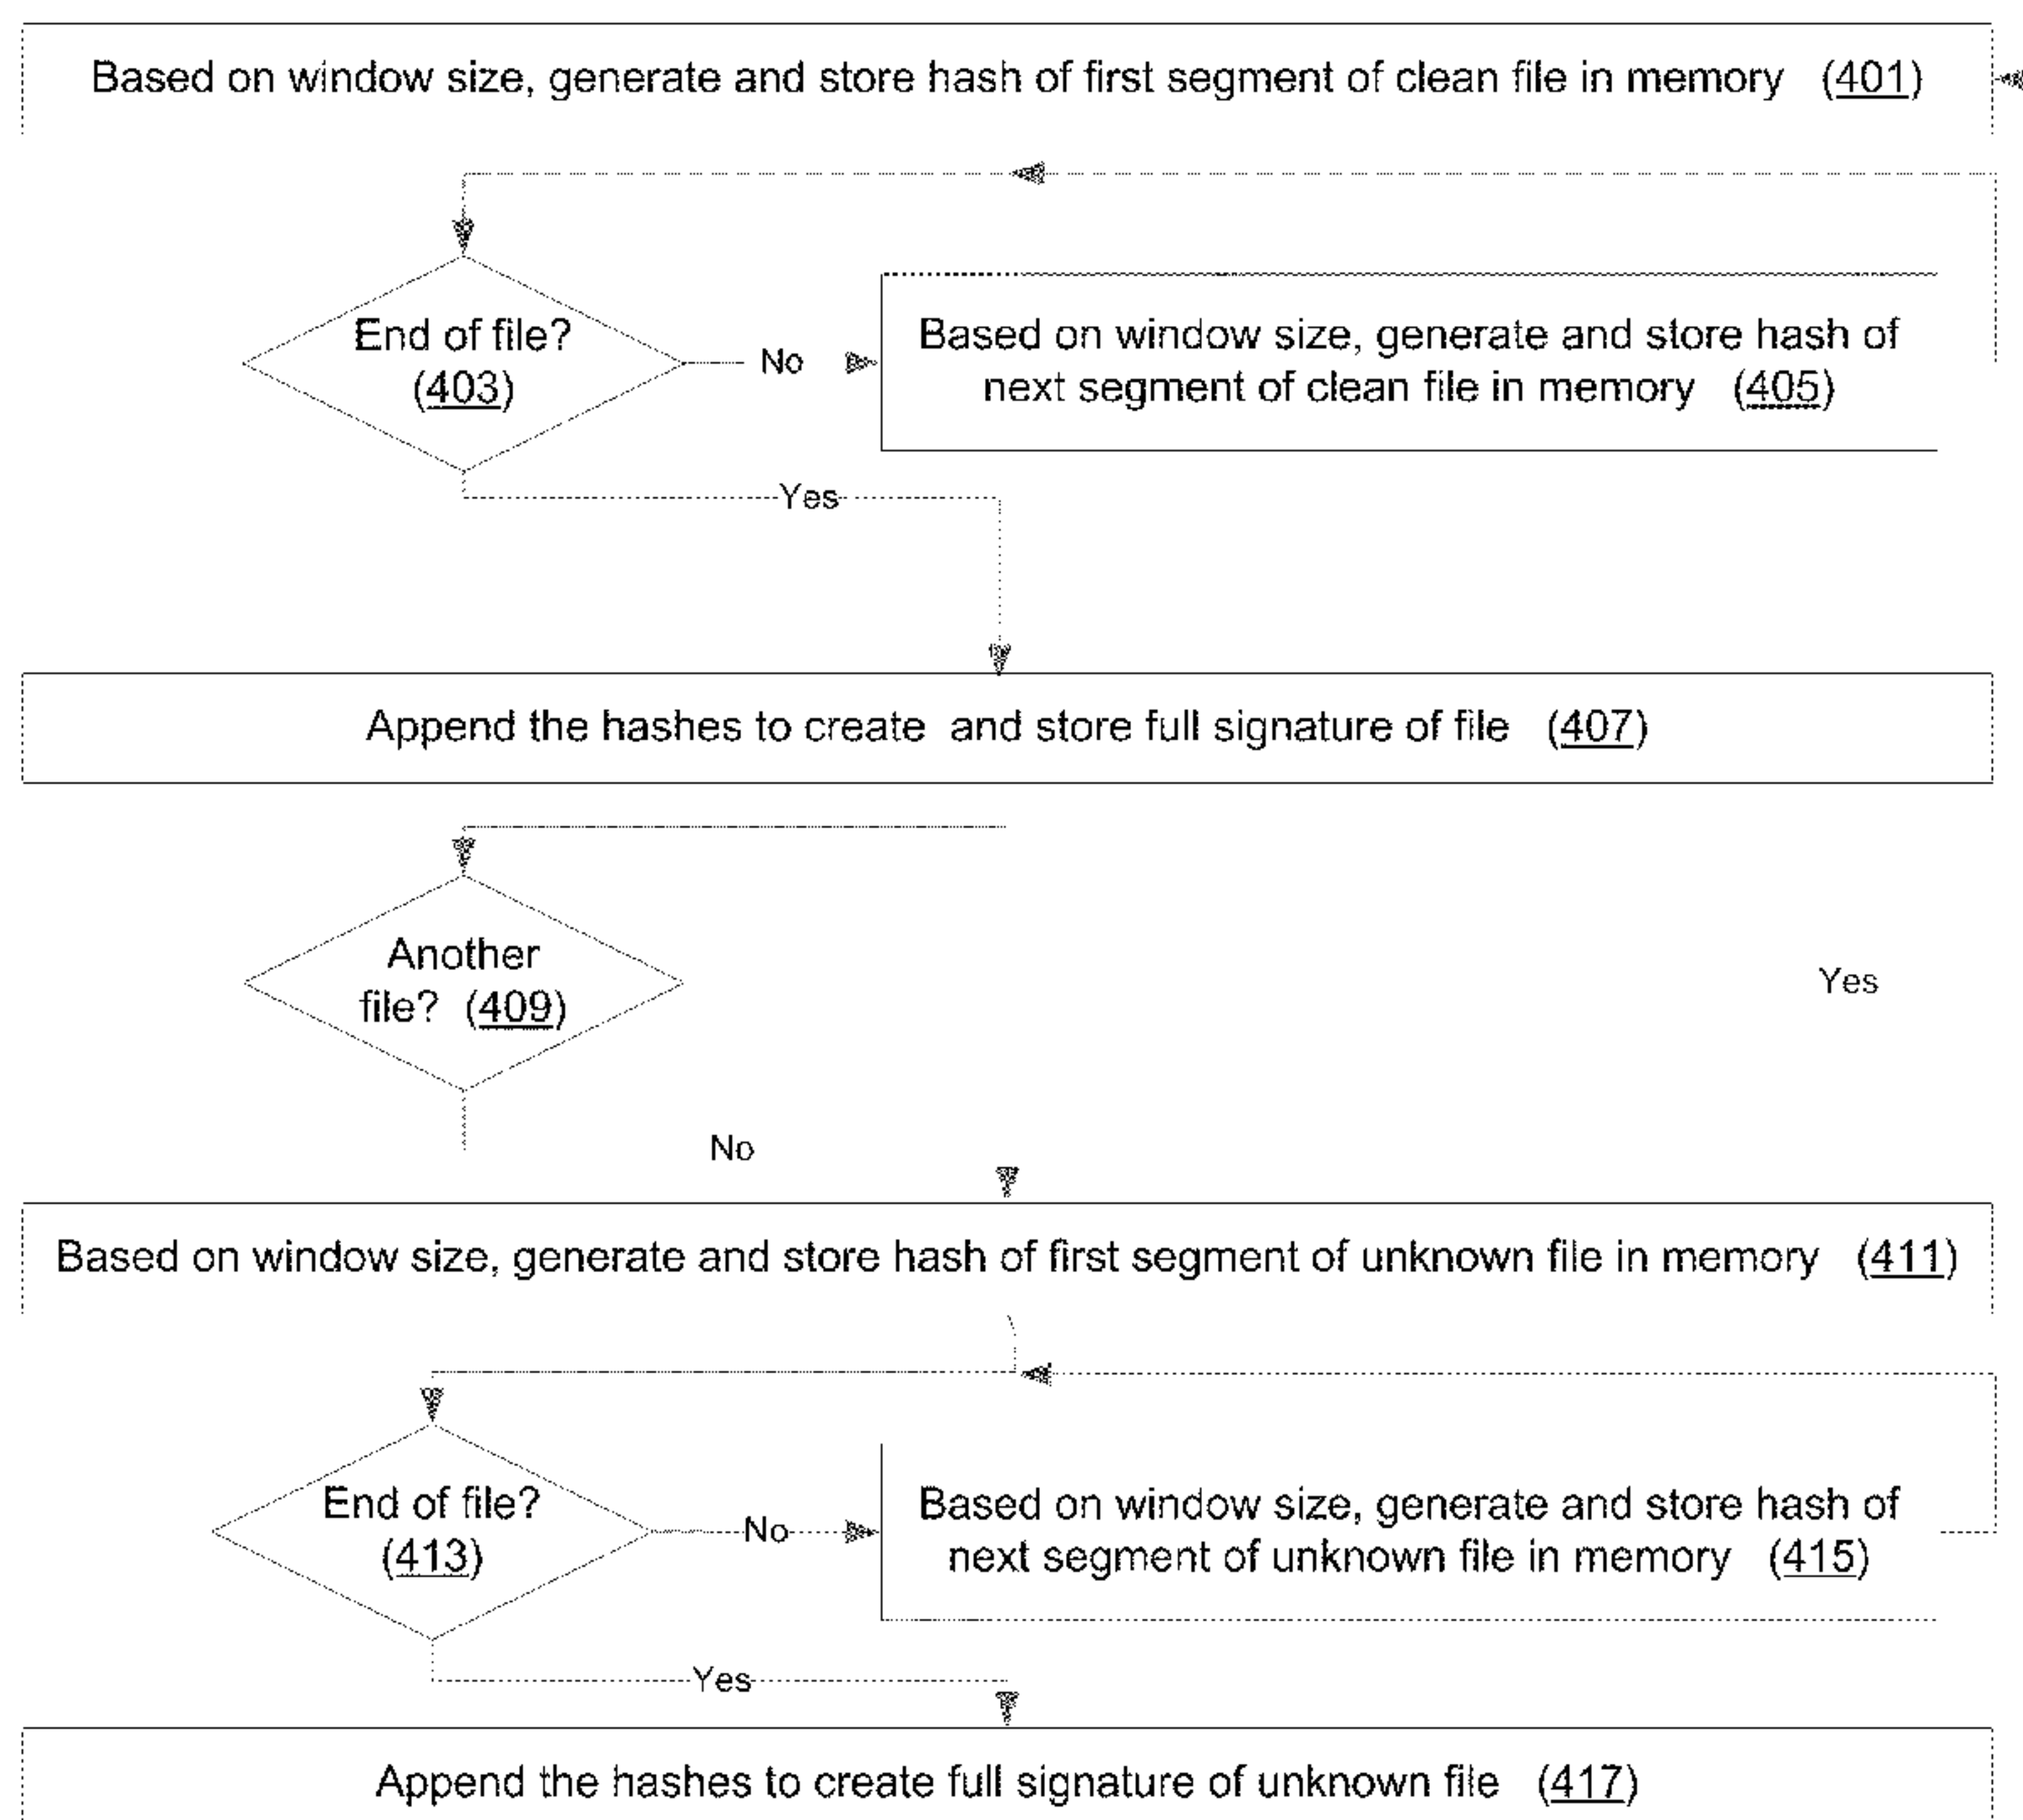 Based on window size, generate and store hash of first segment of clean file in memory (401)
End of file?
(403)
No
Based on window size, generate and store hash of
next segment of clean file in memory (405)
Yes
Append the hashes to create and store full signature of file (407)
Another
file? (409)
Yes
No
Based on window size, generate and store hash of first segment of unknown file in memory (411)
End of file?
(413)
No
Based on window size, generate and store hash of
next segment of unknown file in memory (415)
Yes
Append the hashes to create full signature of unknown file (417)